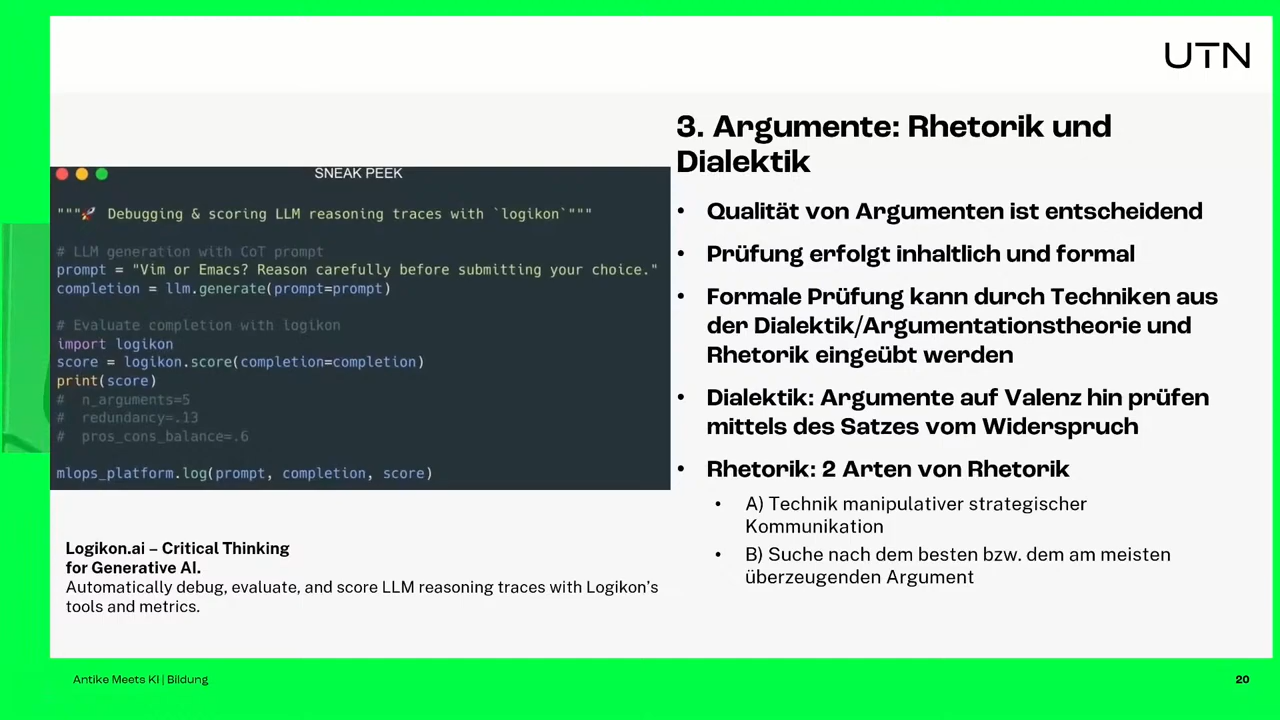 UTN
3. Argumente: Rhetorik und
Dialektik
SNEAK PEEK
"""🚀 Debugging & scoring LLM reasoning traces with `logikon`"""
# LLM generation with CoT prompt
prompt = "Vim or Emacs? Reason carefully before submitting your choice."
completion = llm.generate(prompt=prompt)
# Evaluate completion with logikon
import logikon
score = logikon.score(completion=completion)
print(score)
#  n_arguments=5
#  redundancy=.13
#  pros_cons_balance=.6
mlops_platform.log(prompt, completion, score)
Logikon.ai – Critical Thinking
for Generative AI.
Automatically debug, evaluate, and score LLM reasoning traces with Logikon's
tools and metrics.
• Qualität von Argumenten ist entscheidend
• Prüfung erfolgt inhaltlich und formal
• Formale Prüfung kann durch Techniken aus
der Dialektik/Argumentationstheorie und
Rhetorik eingeübt werden
• Dialektik: Argumente auf Valenz hin prüfen
mittels des Satzes vom Widerspruch
• Rhetorik: 2 Arten von Rhetorik
• A) Technik manipulativer strategischer
Kommunikation
• B) Suche nach dem besten bzw. dem am meisten
überzeugenden Argument
Antike Meets KI | Bildung
20